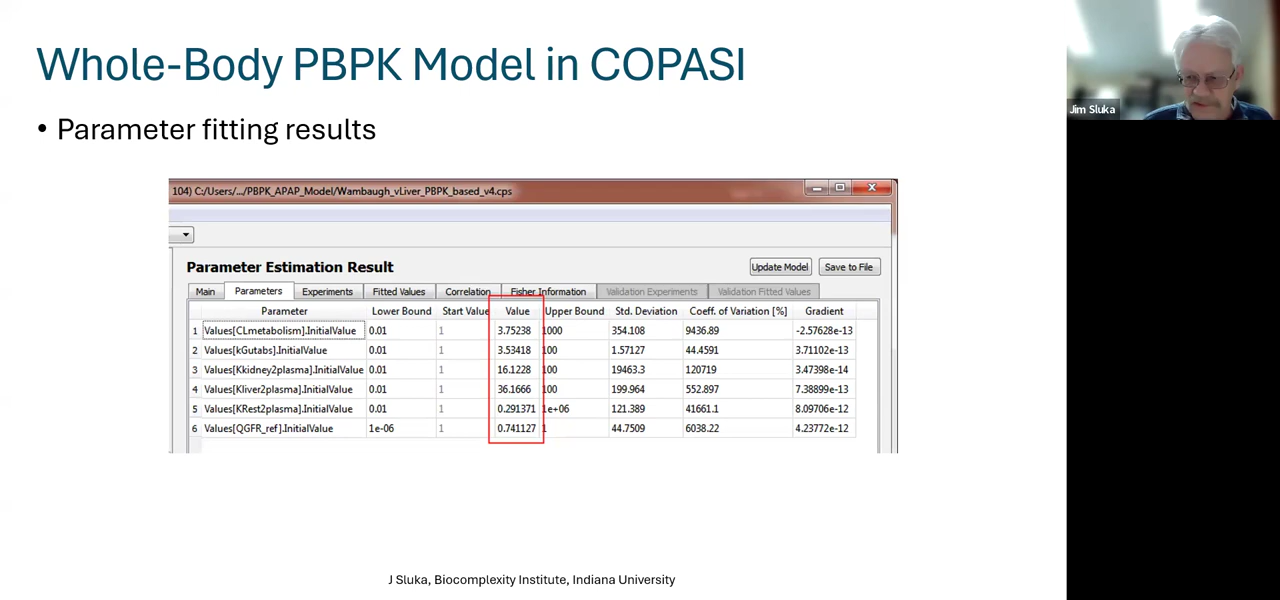 Whole-Body PBPK Model in COPASI
• Parameter fitting results
Jim Sluka
104) C:/Users/.../PBPK_APAP_Model/Wambaugh_vLiver_PBPK_based_v4.cps
Parameter Estimation Result
Update Model Save to File
Main Parameters Experiments Fitted Values Correlation Fisher Information Validation Experiments Validation Fitted Values
Parameter Lower Bound Start Value Value Upper Bound Std. Deviation Coeff. of Variation [%] Gradient
1 Values[CLmetabolism].InitialValue 0.01 1 3.75238 1000 354.108 9436.89 -2.57628e-13
2 Values[kGutabs].InitialValue 0.01 1 3.53418 100 1.57127 44.4591 3.71102e-13
3 Values[Kkidney2plasma].InitialValue 0.01 1 16.1228 100 19463.3 120719 3.47398e-14
4 Values[Kliver2plasma].InitialValue 0.01 1 36.1666 100 199.964 552.897 7.38899e-13
5 Values[KRest2plasma].InitialValue 0.01 1 0.291371 1e+06 121.389 41661.1 8.09706e-12
6 Values[QGFR_ref].InitialValue 1e-06 1 0.741127 1 44.7509 6038.22 4.23772e-12
J Sluka, Biocomplexity Institute, Indiana University